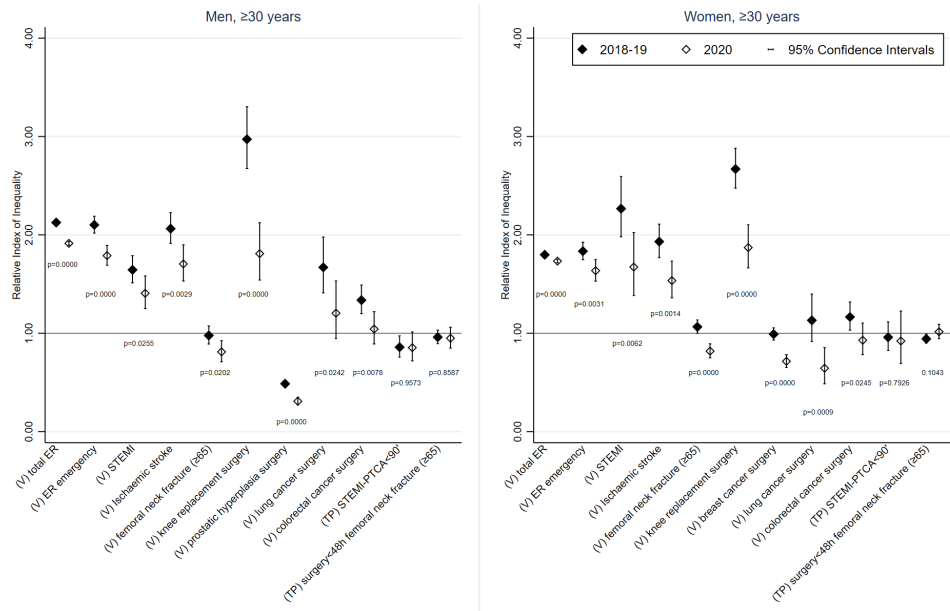 Men, ≥30 years
4.00
3.00
2.00
1.00
0.00
Relative Index of Inequality
p=0.0000
p=0.0000
p=0.0255
p=0.0029
p=0.0202
p=0.0000
p=0.0000
p=0.0242
p=0.0078
p=0.9573
p=0.8587
(V) total ER
(V) ER emergency
(V) STEMI
(V) Ischaemic stroke
(V) femoral neck fracture (≥65)
(V) knee replacement surgery
(V) prostatic hyperplasia surgery
(V) lung cancer surgery
(V) colorectal cancer surgery
(TP) STEMI-PTCA<90'
(TP) surgery<48h femoral neck fracture (≥65)
Women, ≥30 years
2018-19
2020
95% Confidence Intervals
4.00
3.00
2.00
1.00
0.00
Relative Index of Inequality
p=0.0000
p=0.0031
p=0.0062
p=0.0014
p=0.0000
p=0.0000
p=0.0000
p=0.0009
p=0.0245
p=0.7926
0.1043
(V) total ER
(V) ER emergency
(V) STEMI
(V) Ischaemic stroke
(V) femoral neck fracture (≥65)
(V) knee replacement surgery
(V) breast cancer surgery
(V) lung cancer surgery
(V) colorectal cancer surgery
(TP) STEMI-PTCA<90'
(TP) surgery<48h femoral neck fracture (≥65)